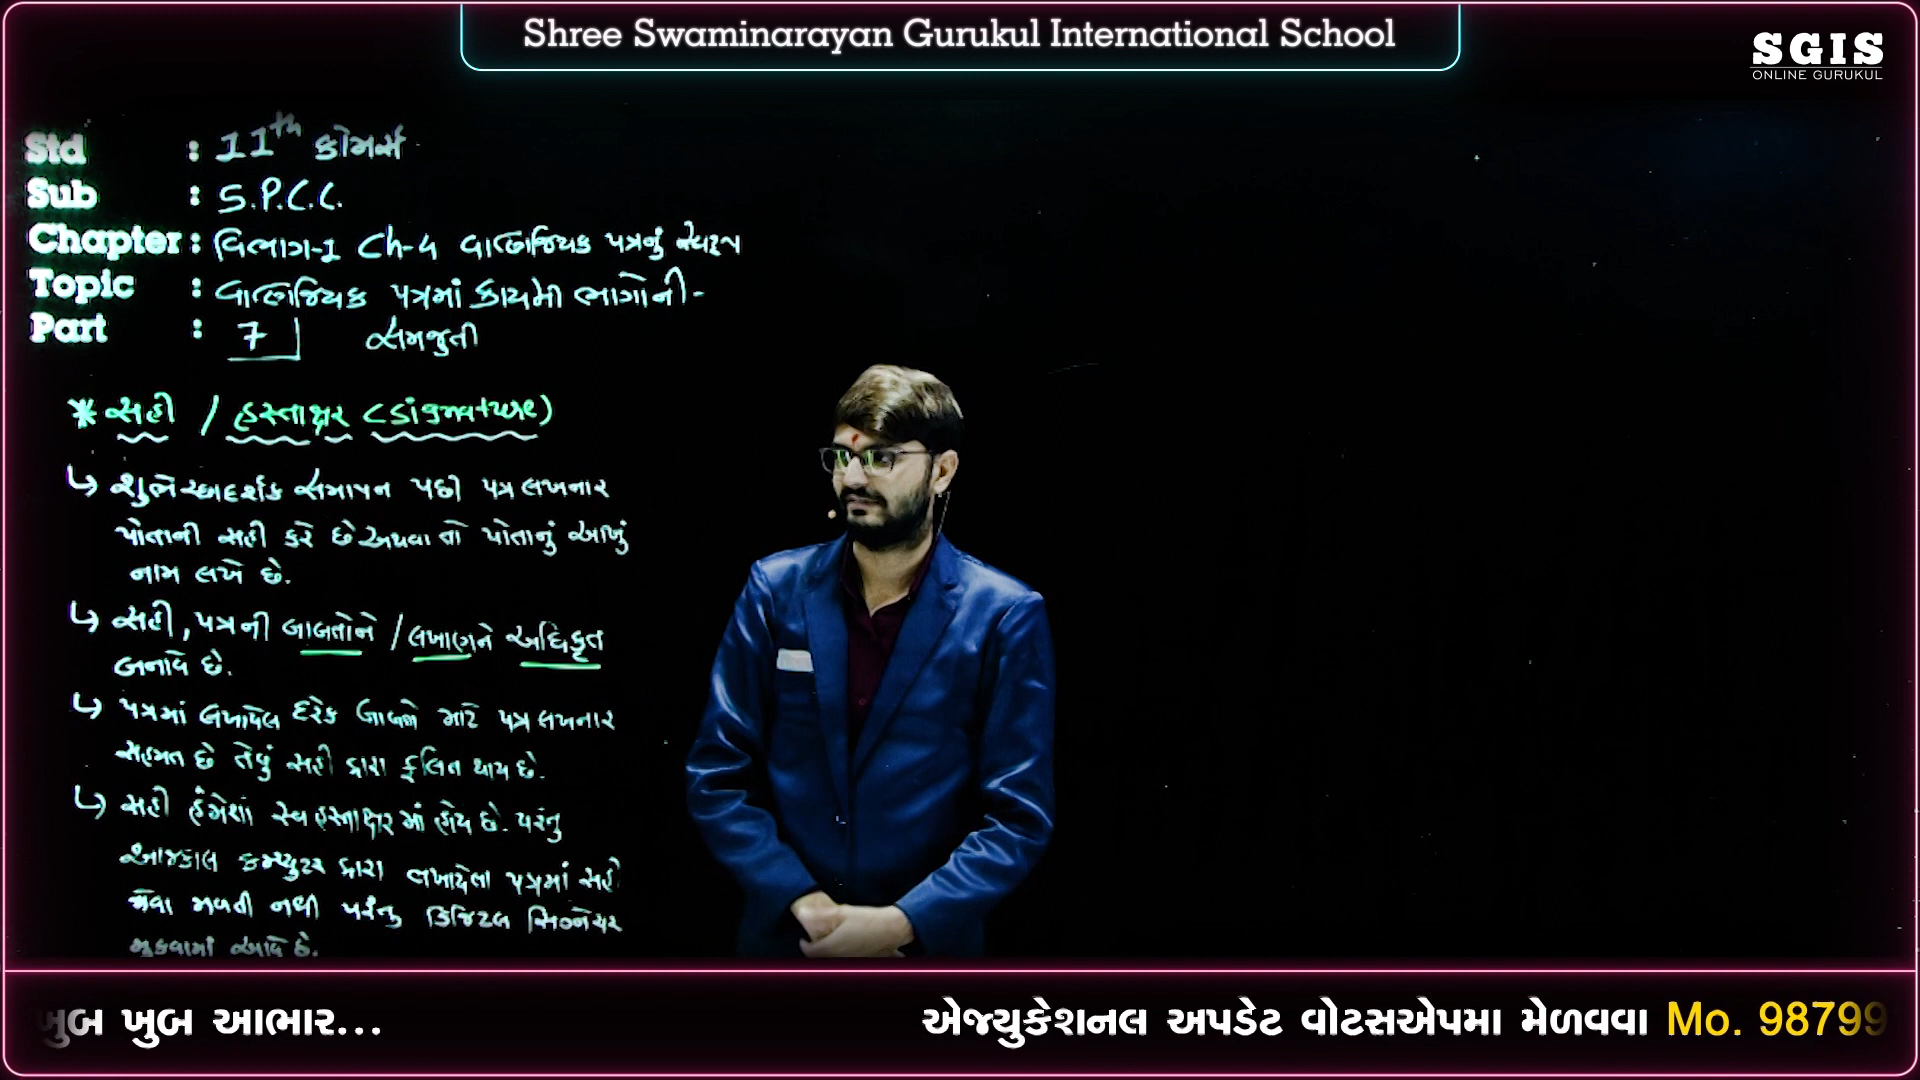 Shree Swaminarayan Gurukul International School
SGIS
ONLINE GURUKUL
Std : 11th કોમર્સ
Sub : S.P.C.C.
Chapter : વિભાગ-1 Ch-4 વાણિજ્યિક પત્રનું સ્વરૂપ
Topic : વાણિજ્યિક પત્રમાં કાયમી ભાગોની-
Part : 7 સમજુતી
* સહી / હસ્તાક્ષર (Signature)
↳ શુભેચ્છાદર્શક સમાપન પછી પત્ર લખનાર
પોતાની સહી કરે છે અથવા તો પોતાનું આખું
નામ લખે છે.
↳ સહી, પત્રની બાબતોને / લખાણને અધિકૃત
બનાવે છે.
↳ પત્રમાં લખાયેલ દરેક બાબત માટે પત્ર લખનાર
સહમત છે તેવું સહી દ્વારા ફલિત થાય છે.
↳ સહી હંમેશા સ્વહસ્તાક્ષરમાં હોય છે. પરંતુ
આજકાલ કમ્પ્યુટર દ્વારા લખાયેલા પત્રમાં સહી
જોવા મળતી નથી પરંતુ ડિજિટલ સિગ્નેચર
મૂકવામાં આવે છે.
ખુબ ખુબ આભાર... એજ્યુકેશનલ અપડેટ વોટસએપમા મેળવવા Mo. 98799